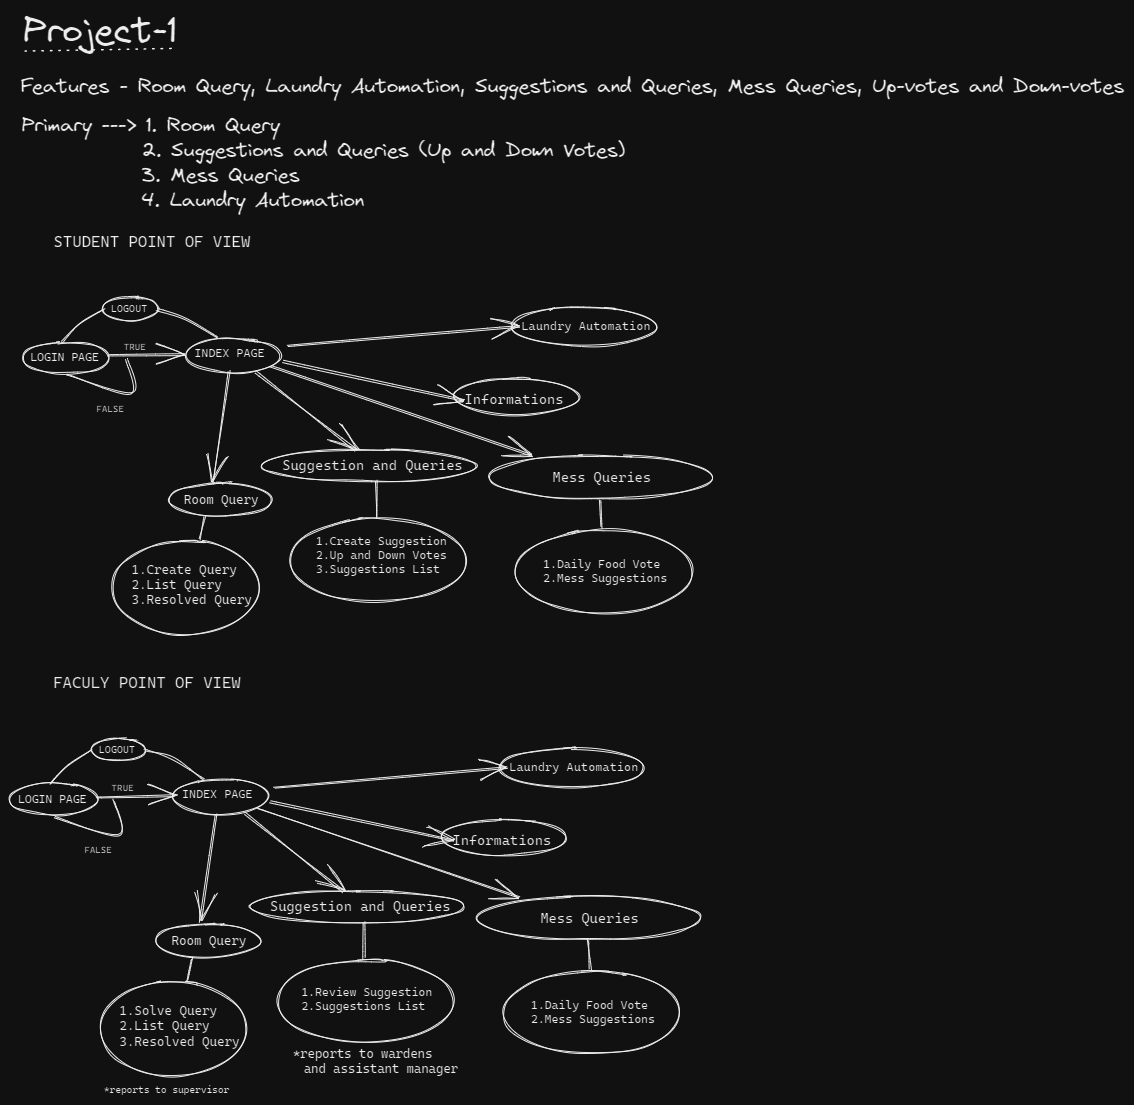 Project-1
Features - Room Query, Laundry Automation, Suggestions and Queries, Mess Queries, Up-votes and Down-votes
Primary ---> 1. Room Query
2. Suggestions and Queries (Up and Down Votes)
3. Mess Queries
4. Laundry Automation
STUDENT POINT OF VIEW
LOGOUT
Laundry Automation
TRUE
LOGIN PAGE
INDEX PAGE
FALSE
Informations
Suggestion and Queries
Mess Queries
Room Query
1.Create Suggestion
2.Up and Down Votes
3.Suggestions List
1.Daily Food Vote
2.Mess Suggestions
1.Create Query
2.List Query
3.Resolved Query
FACULY POINT OF VIEW
LOGOUT
Laundry Automation
TRUE
LOGIN PAGE
INDEX PAGE
FALSE
Informations
Suggestion and Queries
Mess Queries
Room Query
1.Review Suggestion
2.Suggestions List
1.Daily Food Vote
2.Mess Suggestions
1.Solve Query
2.List Query
3.Resolved Query
*reports to wardens
and assistant manager
*reports to supervisor